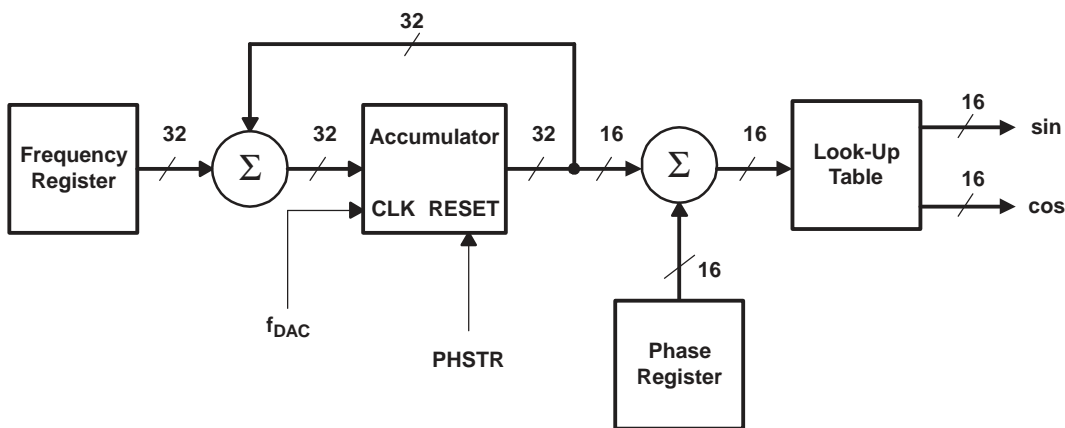 32
Frequency
Register
32
Σ
32
Accumulator
CLK RESET
32
16
Σ
16
Look-Up
Table
16
sin
16
cos
f_DAC
PHSTR
16
Phase
Register